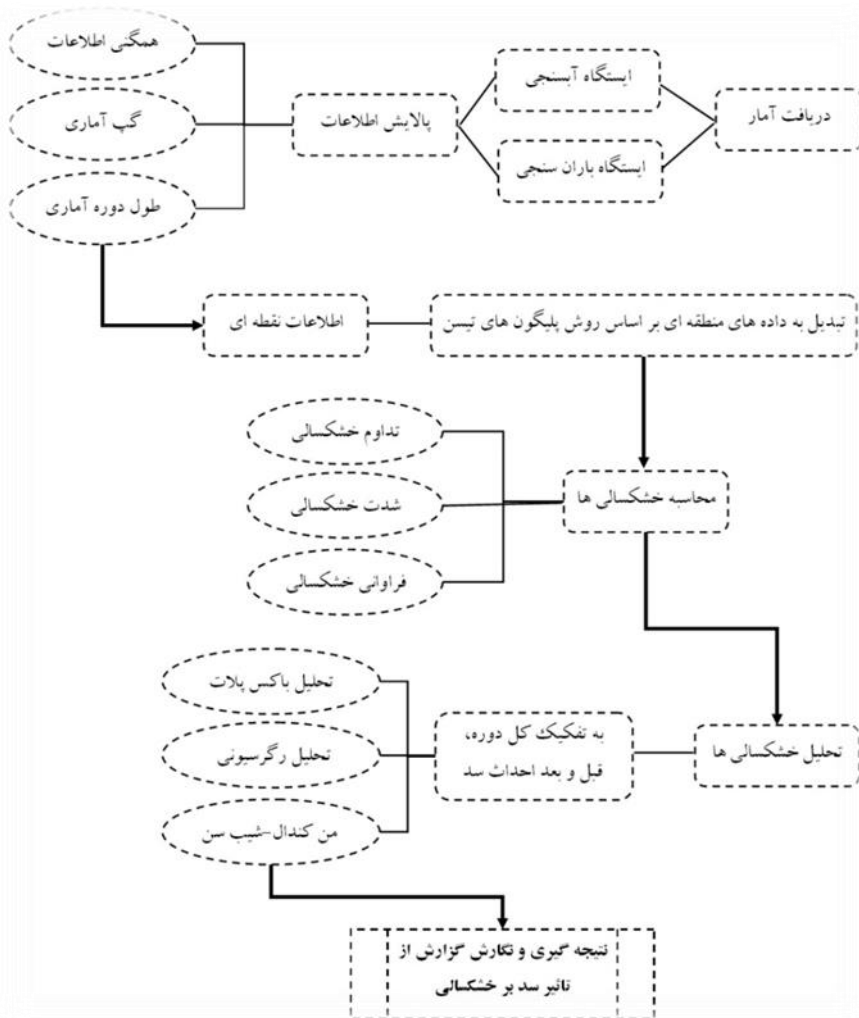 دریافت آمار
ایستگاه آبسنجی
ایستگاه باران سنجی
پالایش اطلاعات
همگنی اطلاعات
گپ آماری
طول دوره آماری
اطلاعات نقطه ای
تبدیل به داده های منطقه ای بر اساس روش پلیگون های تیسن
محاسبه خشکسالی ها
تداوم خشکسالی
شدت خشکسالی
فراوانی خشکسالی
تحلیل خشکسالی ها
به تفکیک کل دوره،
قبل و بعد احداث سد
تحلیل باکس پلات
تحلیل رگرسیونی
من کندال-شیب سن
نتیجه گیری و نگارش گزارش از
تاثیر سد بر خشکسالی